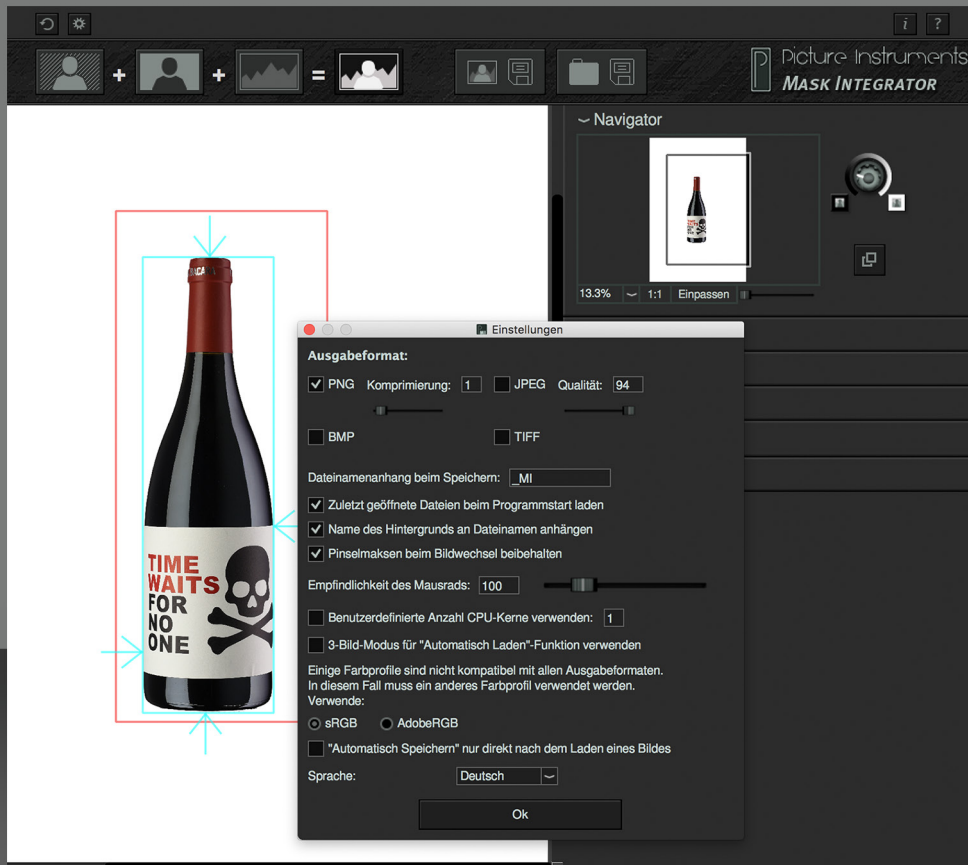 i ?
+ + =
Picture Instruments
MASK INTEGRATOR
Navigator
13.3% 1:1 Einpassen
TIME
WAITS
FOR
NO
ONE
Einstellungen
Ausgabeformat:
PNG Komprimierung: 1 JPEG Qualität: 94
BMP TIFF
Dateinamenanhang beim Speichern: _MI
Zuletzt geöffnete Dateien beim Programmstart laden
Name des Hintergrunds an Dateinamen anhängen
Pinselmaksen beim Bildwechsel beibehalten
Empfindlichkeit des Mausrads: 100
Benutzerdefinierte Anzahl CPU-Kerne verwenden: 1
3-Bild-Modus für "Automatisch Laden"-Funktion verwenden
Einige Farbprofile sind nicht kompatibel mit allen Ausgabeformaten.
In diesem Fall muss ein anderes Farbprofil verwendet werden.
Verwende:
sRGB AdobeRGB
"Automatisch Speichern" nur direkt nach dem Laden eines Bildes
Sprache: Deutsch
Ok